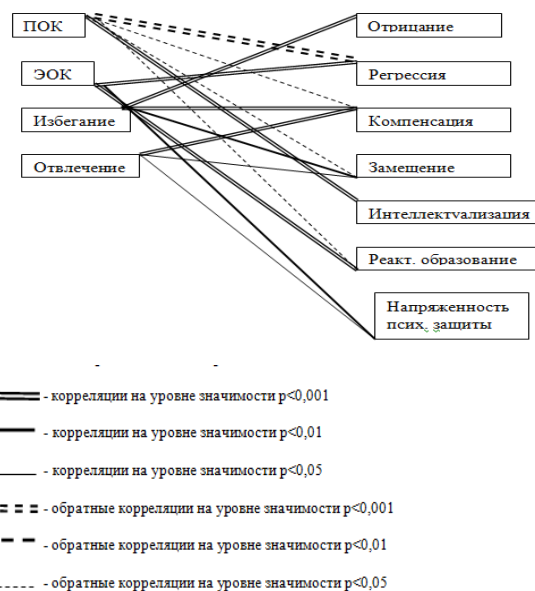 ПОК
Отрицание
ЭОК
Регрессия
Избегание
Компенсация
Отвлечение
Замещение
Интеллектуализация
Реакт. образование
Напряженность
псих. защиты
- корреляции на уровне значимости p<0,001
- корреляции на уровне значимости p<0,01
- корреляции на уровне значимости p<0,05
- обратные корреляции на уровне значимости p<0,001
- обратные корреляции на уровне значимости p<0,01
- обратные корреляции на уровне значимости p<0,05